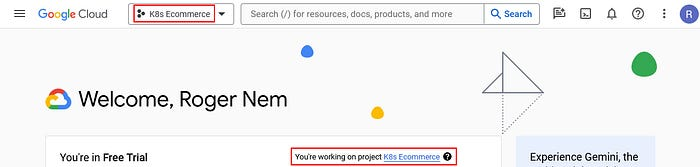 Google Cloud
K8s Ecommerce
Search (/) for resources, docs, products, and more
Search
R
Welcome, Roger Nem
You're in Free Trial
You're working on project K8s Ecommerce ?
Experience Gemini, the